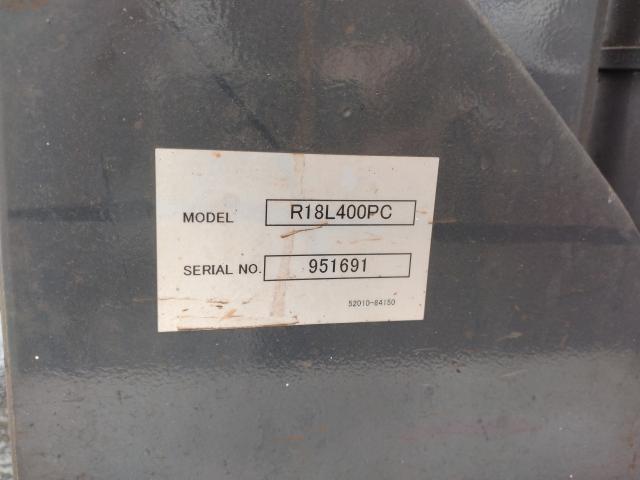 MODEL R18L400PC
SERIAL NO. 951691
52010-84150